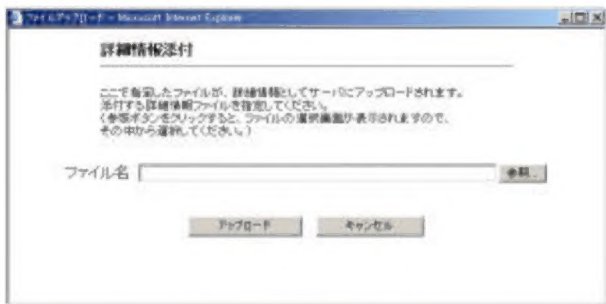 ファイルアップロード - Microsoft Internet Explorer
詳細情報添付
ここで指定したファイルが、詳細情報としてサーバにアップロードされます。
添付する詳細情報ファイルを指定してください。
(参照ボタンをクリックすると、ファイルの選択画面が表示されますので、
その中から選択してください。)
ファイル名 参照...
アップロード キャンセル